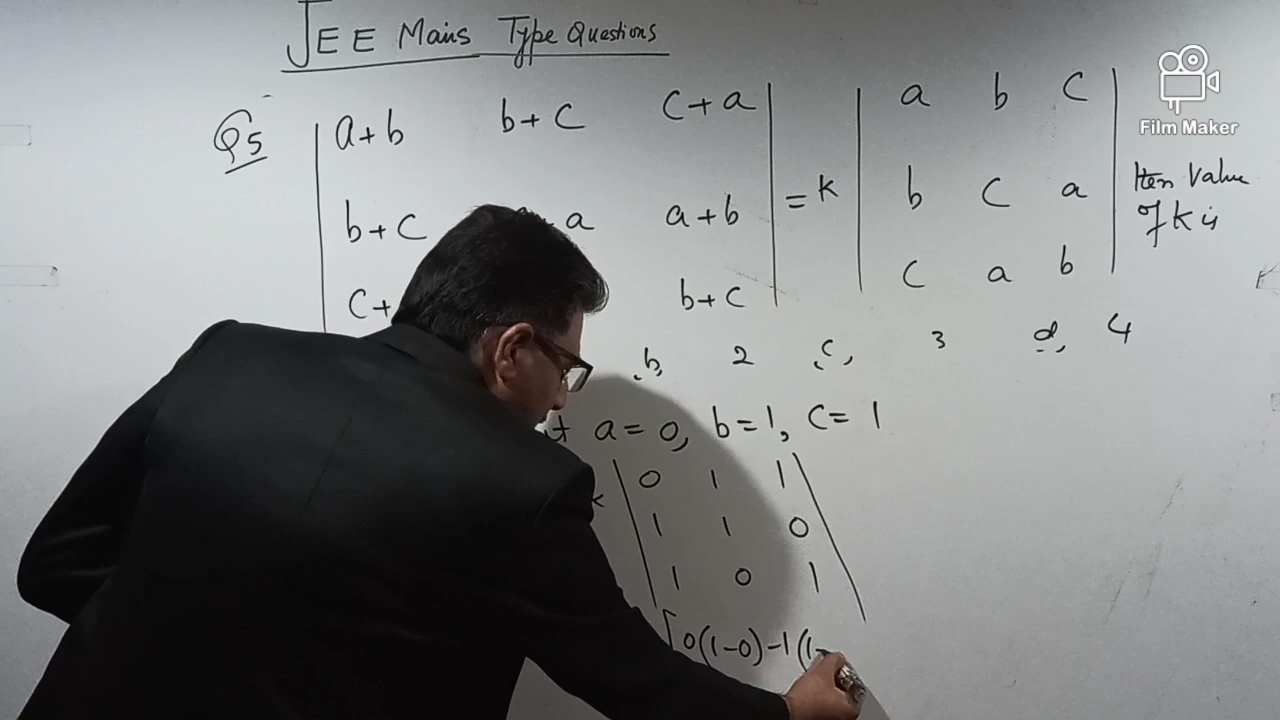 JEE Mains Type Questions
Film Maker
Q5 | a+b b+c c+a | = K | a b c |
| b+c a a+b | | b c a | then value of K is
| c+ b+c | | c a b |
b, 2 c, 3 d, 4
a=0, b=1, c=1
| 0 1 1 |
| 1 1 0 |
| 1 0 1 |
[0(1-0)-1(1-